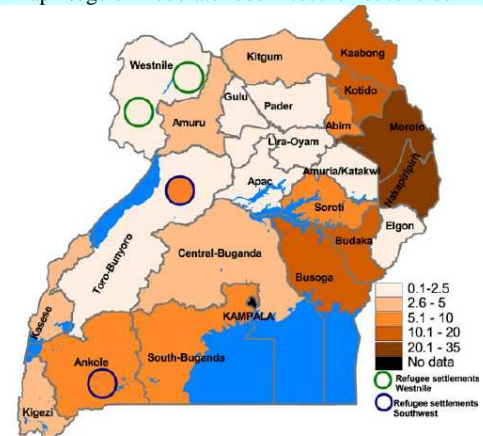 Kaabong
Kitgum
Westnile
Kotido
Gulu
Pader
Amuru
Abim
Moroto
Lira-Oyam
Nakapiripirit
Amuria/Katakwi
Apac
Soroti
Elgon
Budaka
Central-Buganda
Toro-Bunyoro
Busoga
0.1-2.5
2.6 - 5
5.1 - 10
10.1 - 20
20.1 - 35
No data
Refugee settlements
Westnile
Refugee settlements
Southwest
KAMPALA
Kasese
Ankole
South-Buganda
Kigezi